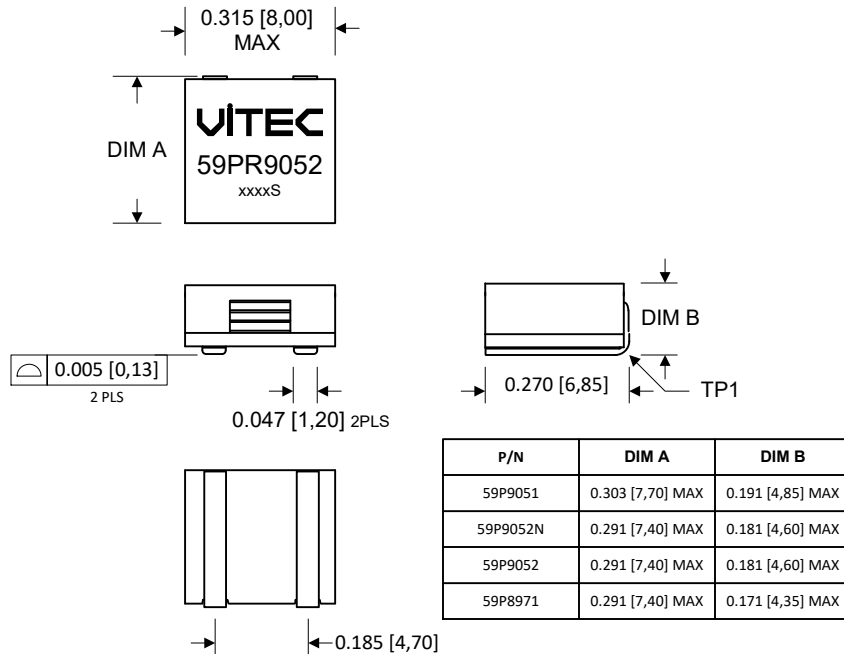 0.315 [8,00]
MAX
DIM A
VITEC
59PR9052
xxxxS
DIM B
0.005 [0,13]
2 PLS
0.270 [6,85]
TP1
0.047 [1,20] 2PLS
P/N DIM A DIM B
59P9051 0.303 [7,70] MAX 0.191 [4,85] MAX
59P9052N 0.291 [7,40] MAX 0.181 [4,60] MAX
59P9052 0.291 [7,40] MAX 0.181 [4,60] MAX
59P8971 0.291 [7,40] MAX 0.171 [4,35] MAX
0.185 [4,70]